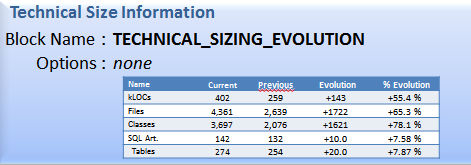 Technical Size Information
Block Name : TECHNICAL_SIZING_EVOLUTION
Options : none
Name Current Previous Evolution % Evolution
kLOCs 402 259 +143 +55.4 %
Files 4,361 2,639 +1722 +65.3 %
Classes 3,697 2,076 +1621 +78.1 %
SQL Art. 142 132 +10.0 +7.58 %
Tables 274 254 +20.0 +7.87 %